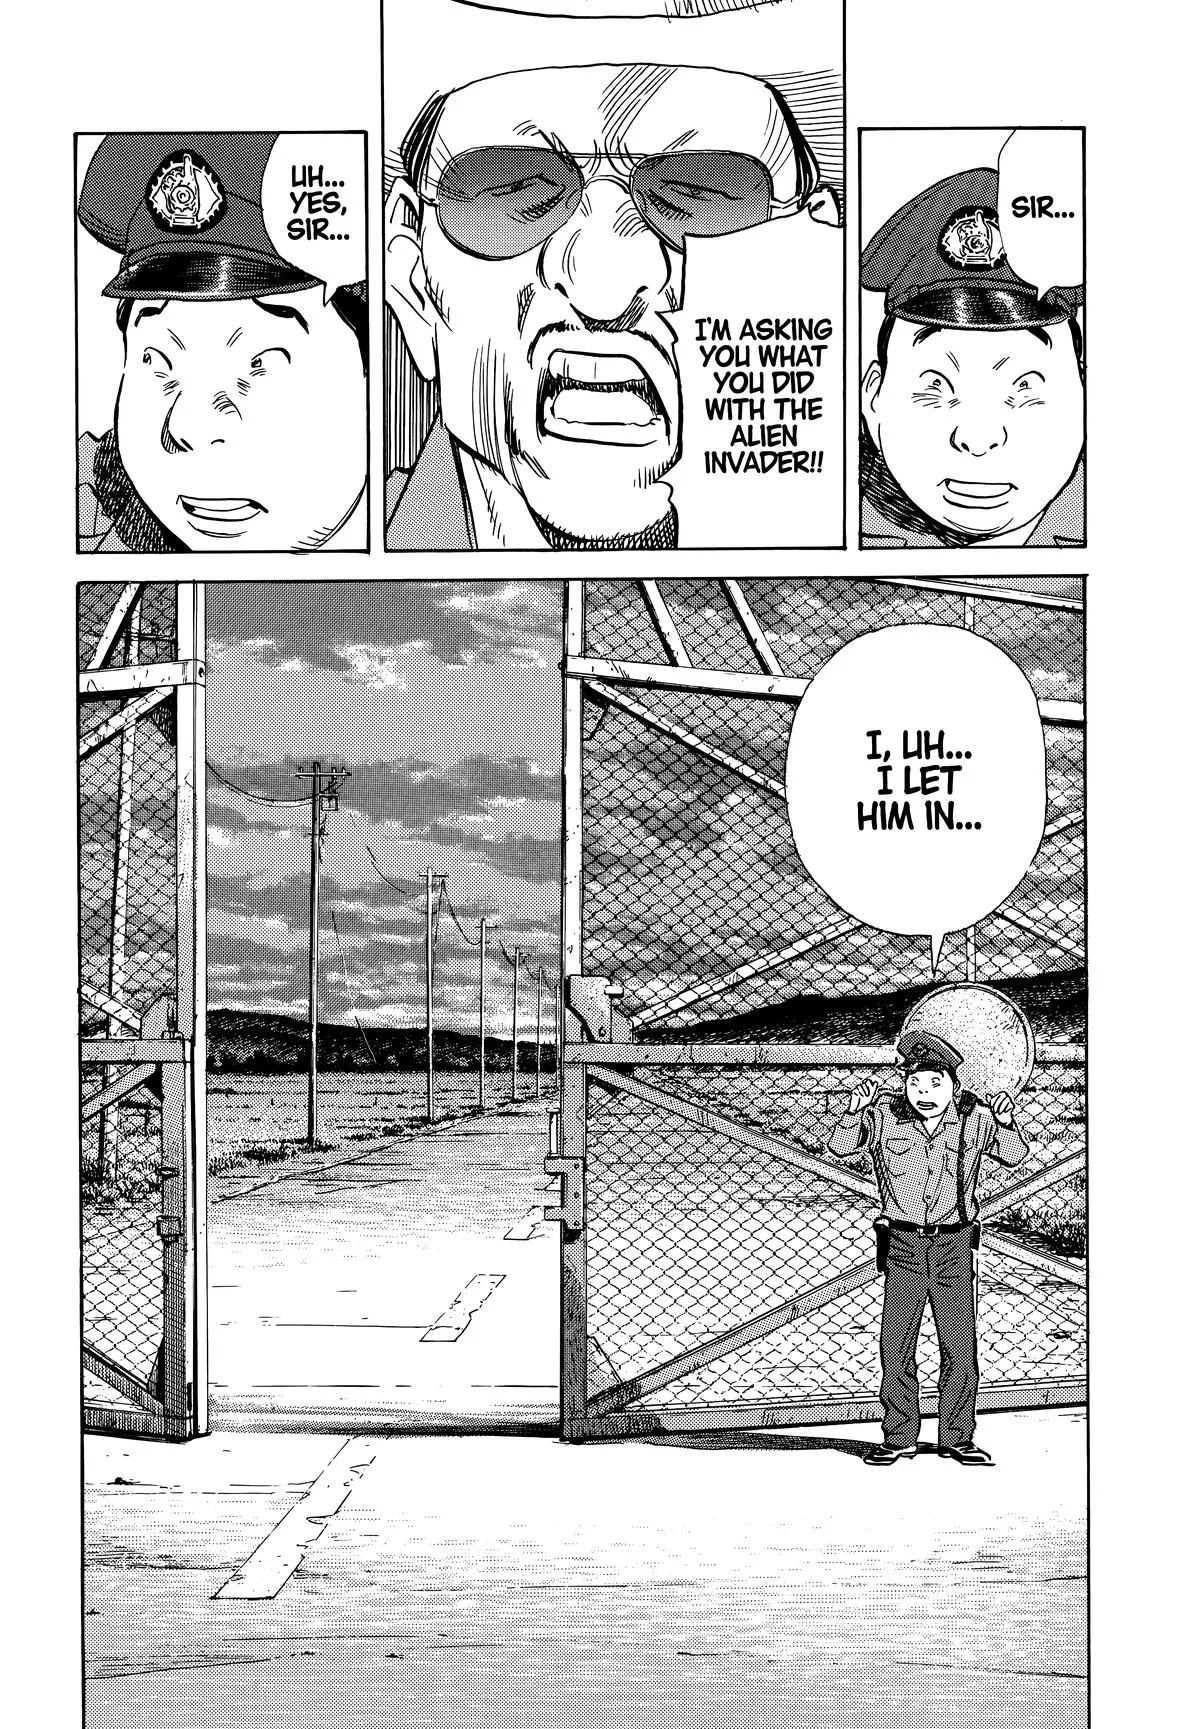 SIR...
I'M ASKING
YOU WHAT
YOU DID
WITH THE
ALIEN
INVADER!!
UH...
YES,
SIR...
I, UH...
I LET
HIM IN...